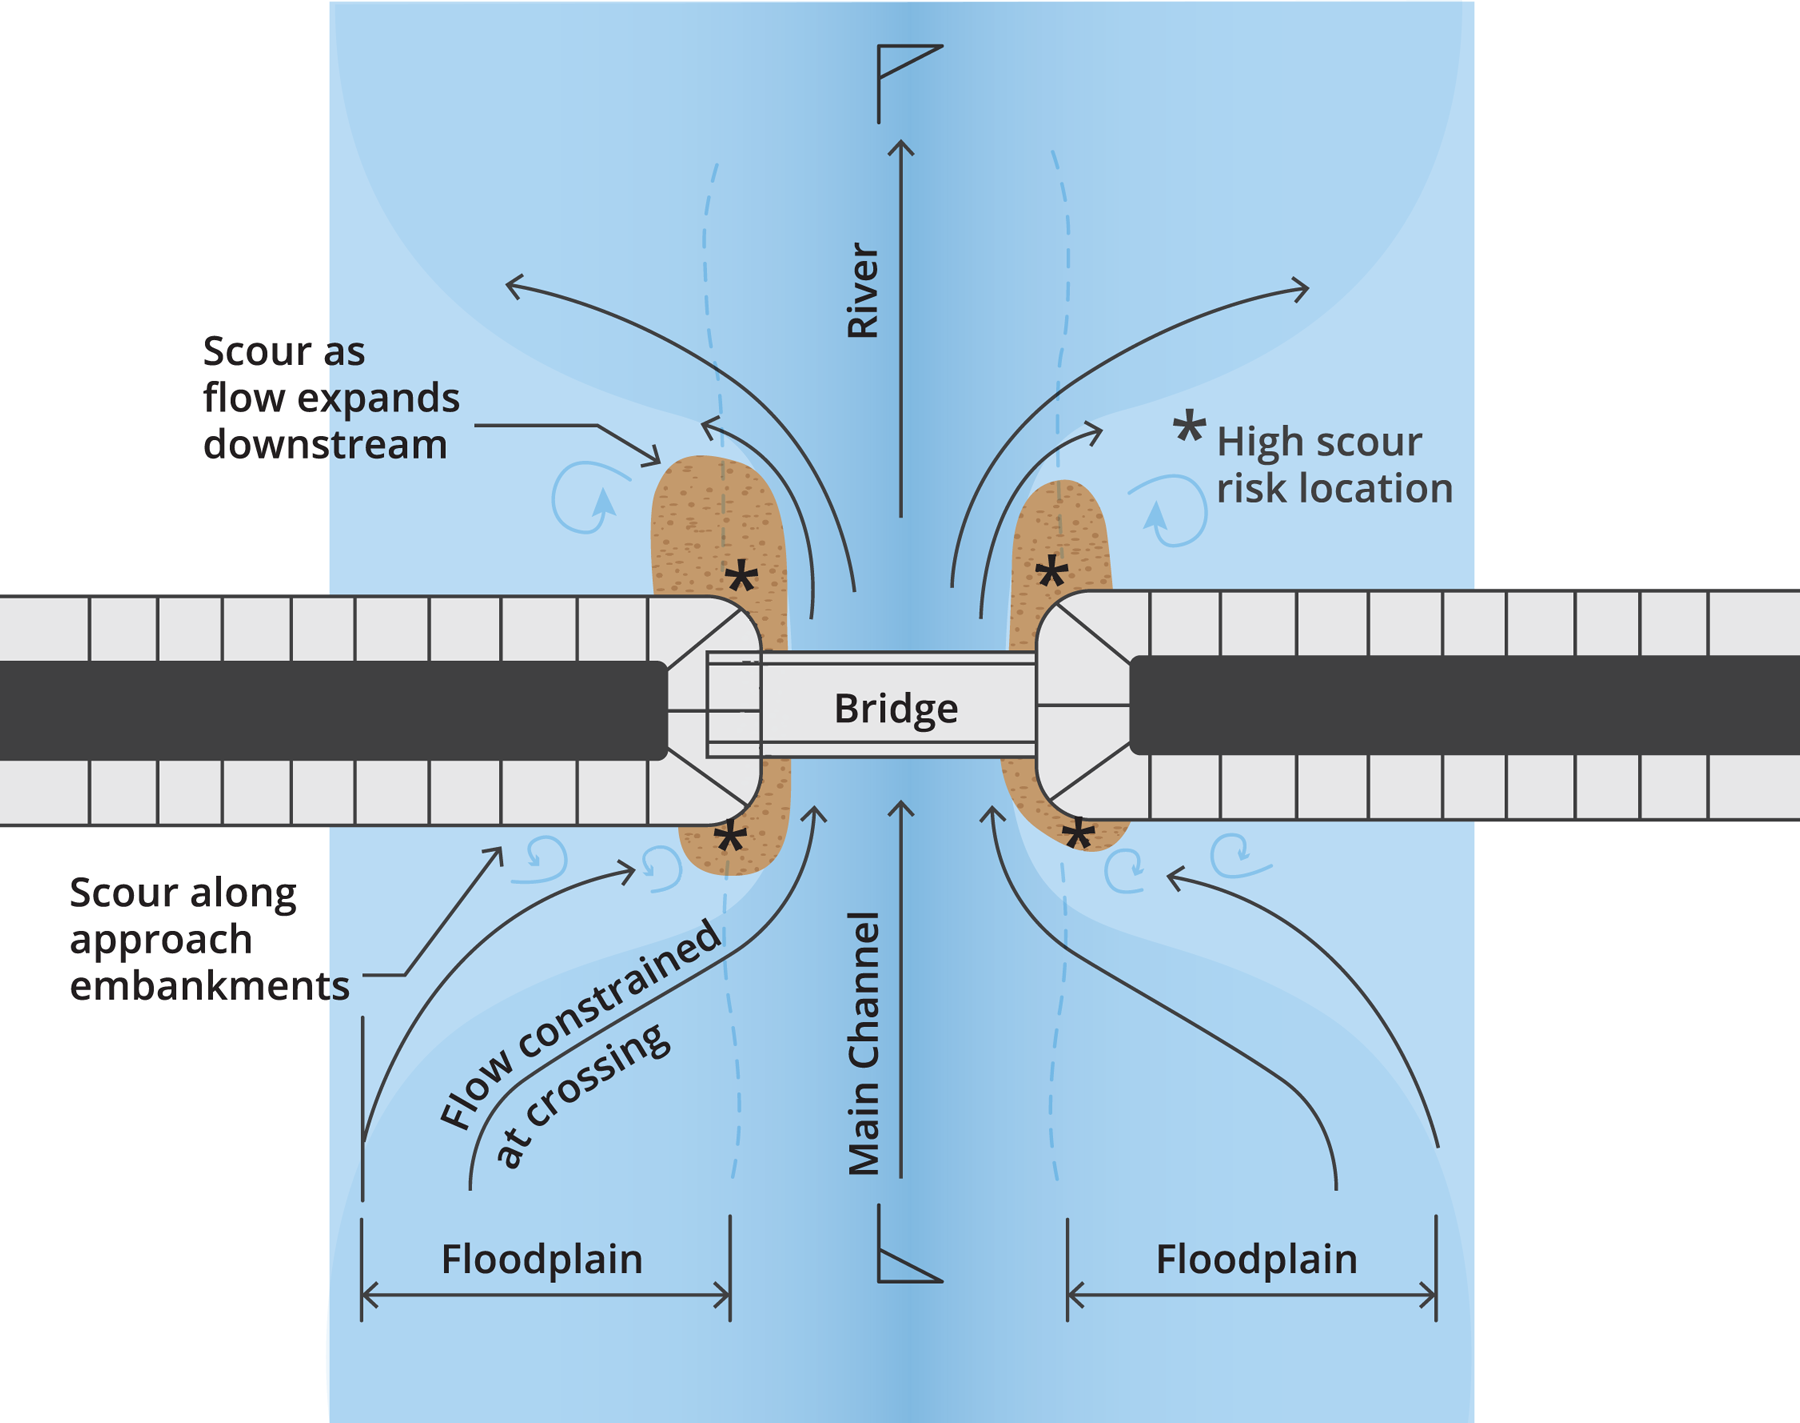 River
Scour as
flow expands
downstream
* High scour
risk location
*
*
Bridge
*
*
Scour along
approach
embankments
Flow constrained
at crossing
Main Channel
Floodplain
Floodplain